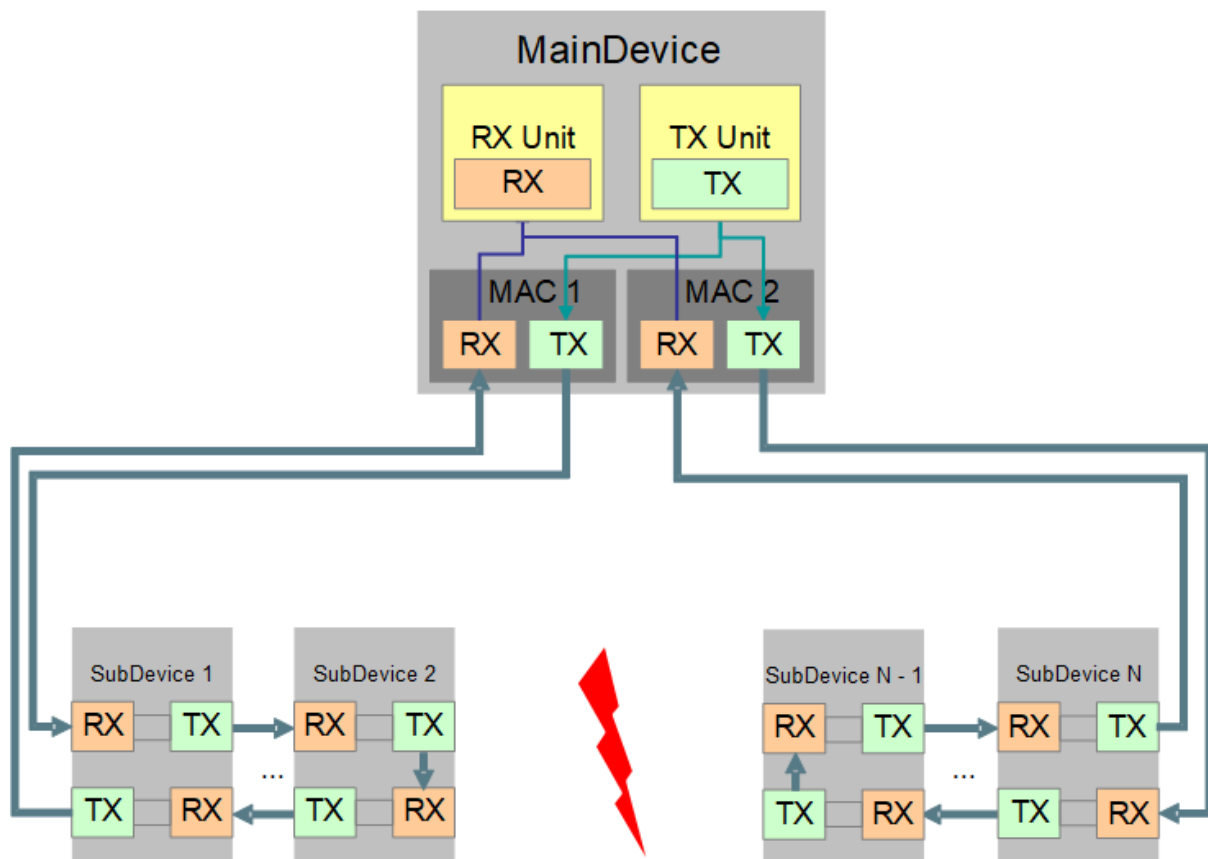 MainDevice
RX Unit
TX Unit
RX
TX
MAC 1
MAC 2
RX
TX
RX
TX
SubDevice 1
SubDevice 2
SubDevice N - 1
SubDevice N
RX
TX
RX
TX
RX
TX
RX
TX
...
...
TX
RX
TX
RX
TX
RX
TX
RX